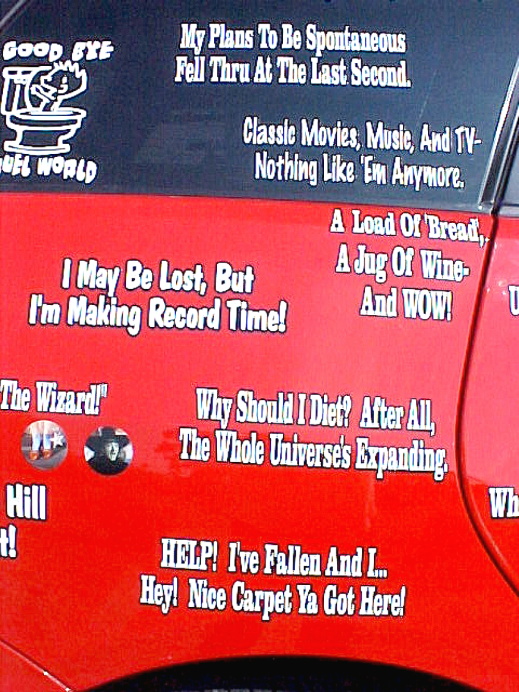 GOOD BYE
WORLD
My Plans To Be Spontaneous
Fell Thru At The Last Second.
Classic Movies, Music, And TV-
Nothing Like 'Em Anymore.
A Load Of 'Bread',
A Jug Of Wine-
And WOW!
I May Be Lost, But
I'm Making Record Time!
The Wizard!"
Why Should I Diet? After All,
The Whole Universe's Expanding.
Hill
HELP! I've Fallen And I...
Hey! Nice Carpet Ya Got Here!